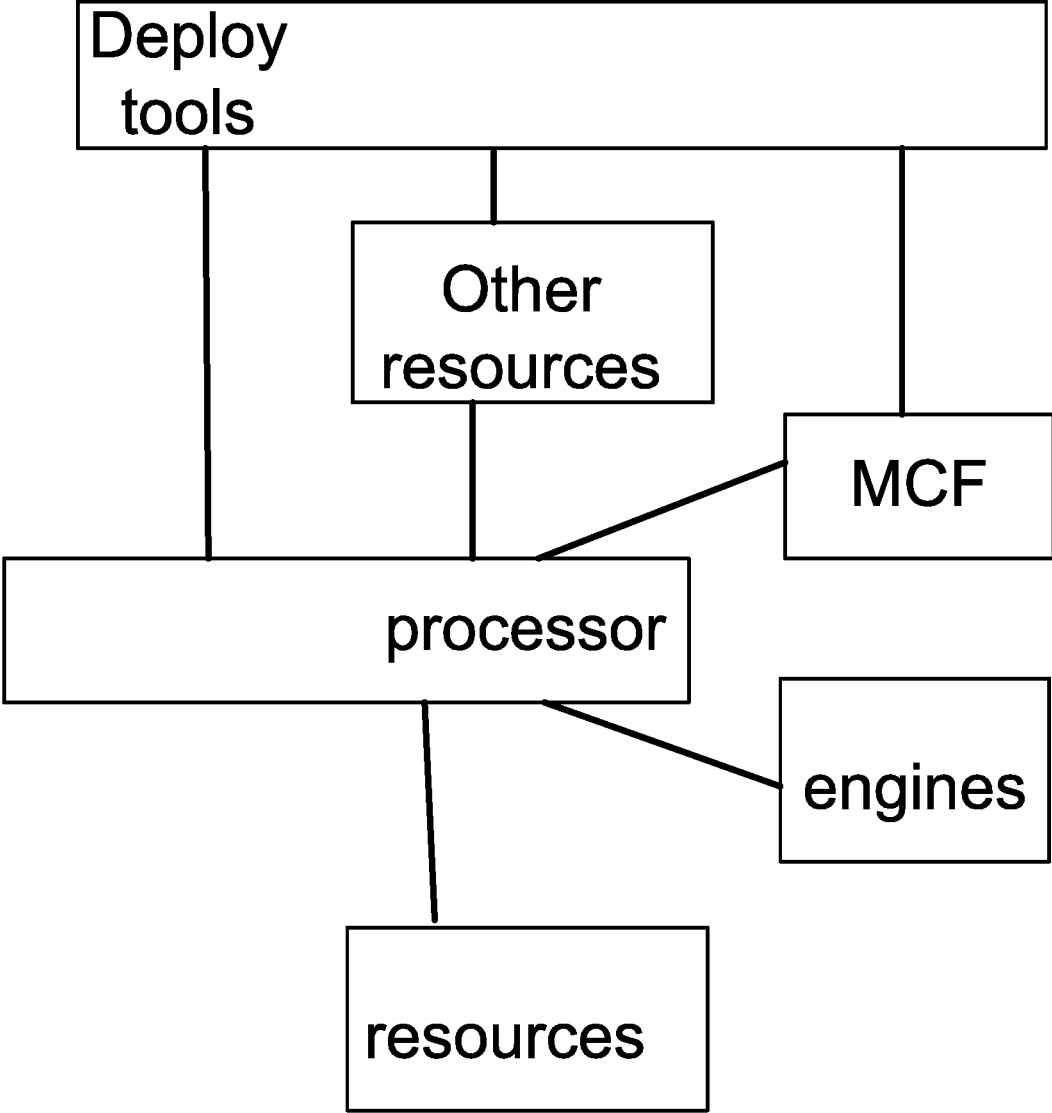 Deploy
tools
Other
resources
MCF
processor
engines
resources